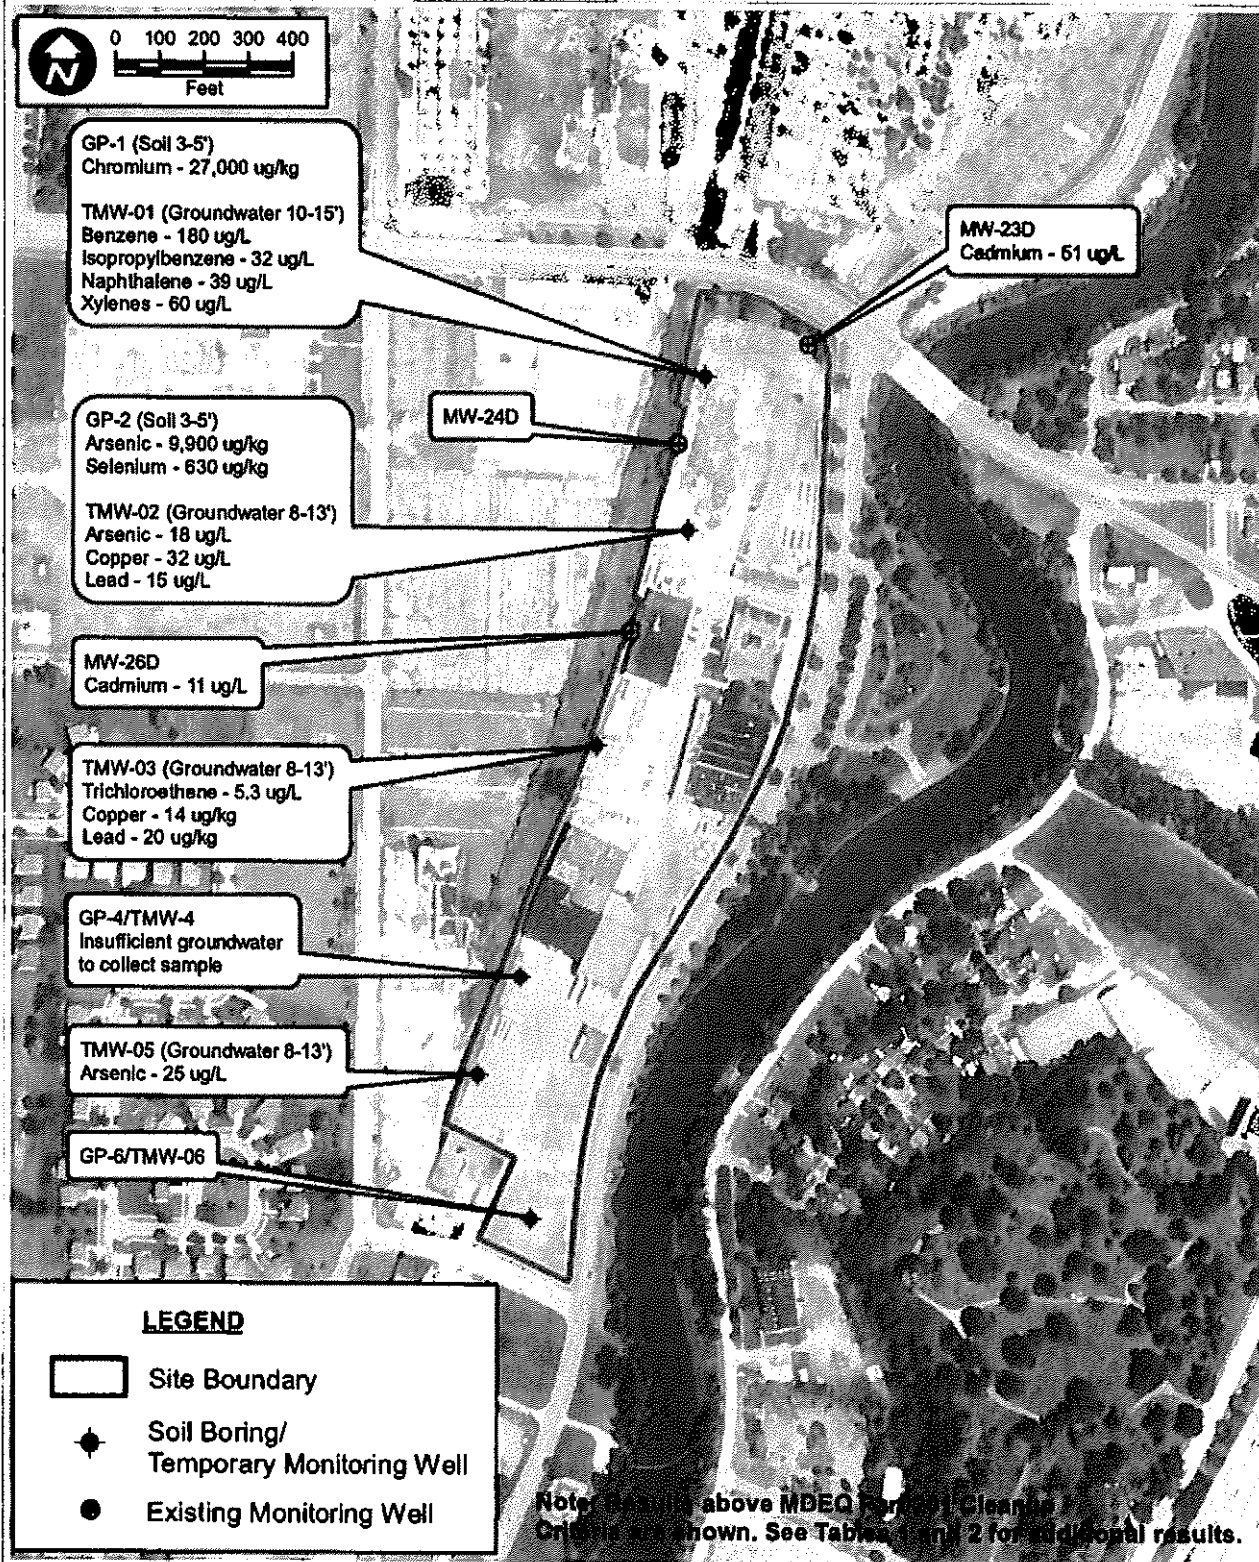 N
0 100 200 300 400
Feet
GP-1 (Soil 3-5')
Chromium - 27,000 ug/kg
TMW-01 (Groundwater 10-15')
Benzene - 180 ug/L
Isopropylbenzene - 32 ug/L
Naphthalene - 39 ug/L
Xylenes - 60 ug/L
MW-23D
Cadmium - 51 ug/L
GP-2 (Soil 3-5')
Arsenic - 9,900 ug/kg
Selenium - 630 ug/kg
TMW-02 (Groundwater 8-13')
Arsenic - 18 ug/L
Copper - 32 ug/L
Lead - 15 ug/L
MW-24D
MW-26D
Cadmium - 11 ug/L
TMW-03 (Groundwater 8-13')
Trichloroethene - 5.3 ug/L
Copper - 14 ug/kg
Lead - 20 ug/kg
GP-4/TMW-4
Insufficient groundwater
to collect sample
TMW-05 (Groundwater 8-13')
Arsenic - 25 ug/L
GP-6/TMW-06
LEGEND
Site Boundary
Soil Boring/
Temporary Monitoring Well
Existing Monitoring Well
Note: Results above MDEQ Cleanup
Criteria are shown. See Tables 1 and 2 for additional results.